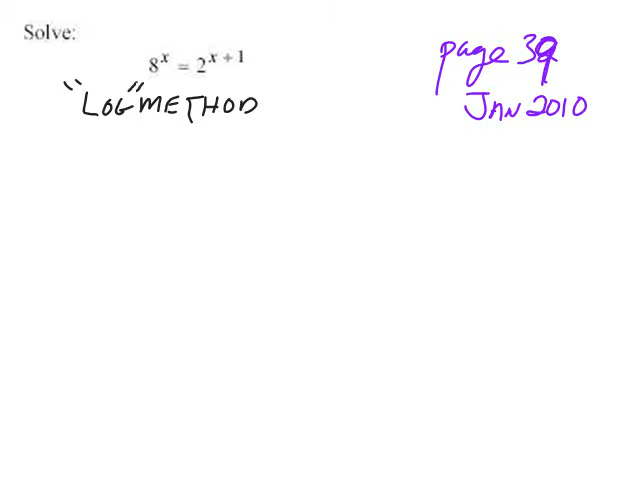 Solve:
8^x = 2^{x + 1}
"LOG" METHOD
page 39
JAN 2010